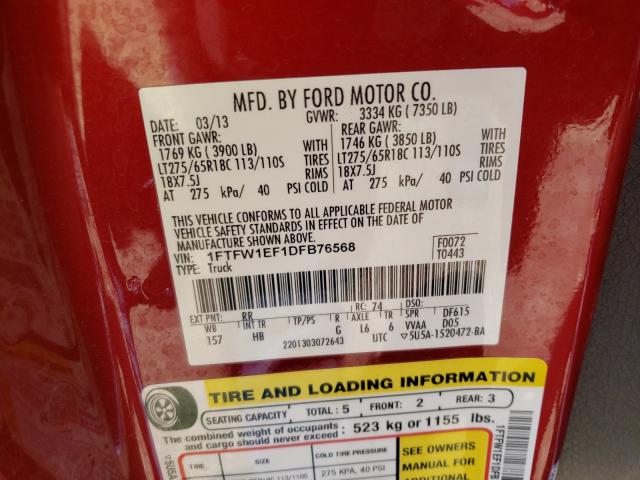 MFD. BY FORD MOTOR CO.
DATE: 03/13 GVWR: 3334 KG ( 7350 LB)
FRONT GAWR: REAR GAWR:
1769 KG ( 3900 LB) WITH 1746 KG ( 3850 LB) WITH
LT275/65R18C 113/110S TIRES LT275/65R18C 113/110S TIRES
18X7.5J RIMS 18X7.5J RIMS
AT 275 kPa/ 40 PSI COLD AT 275 kPa/ 40 PSI COLD
THIS VEHICLE CONFORMS TO ALL APPLICABLE FEDERAL MOTOR
VEHICLE SAFETY STANDARDS IN EFFECT ON THE DATE OF
MANUFACTURE SHOWN ABOVE.
VIN: 1FTFW1EF1DFB76568 F0072
TYPE: Truck T0443
EXT PNT: RR RC: 74 DSO:
WB INT TR TP/PS R AXLE TR SPR DF615
157 HB G L6 6 VVAA D05
2201303072643 UTC ▽5U5A-1520472-BA
TIRE AND LOADING INFORMATION
SEATING CAPACITY TOTAL: 5 FRONT: 2 REAR: 3
The combined weight of occupants and cargo should never exceed: 523 kg or 1155 lbs.
TIRE SIZE COLD TIRE PRESSURE
113/110S 275 KPA, 40 PSI
SEE OWNERS
MANUAL FOR
ADDITIONAL
1FTFW1EF1DFB